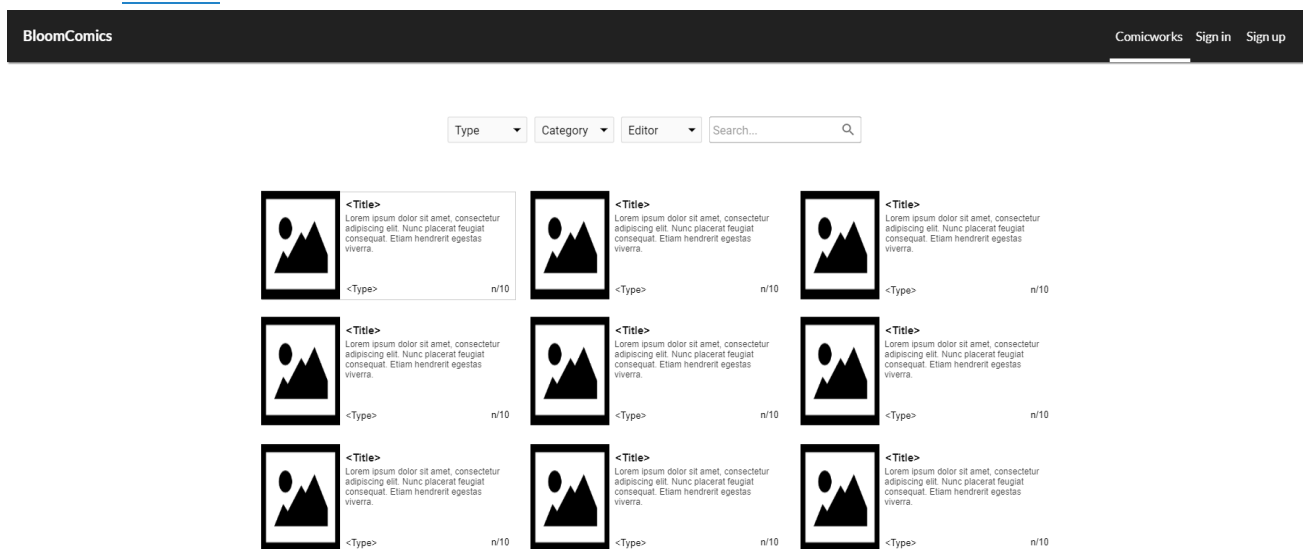 BloomComics
Comicworks Sign in Sign up
Type Category Editor Search...
<Title>
Lorem ipsum dolor sit amet, consectetur
adipiscing elit. Nunc placerat feugiat
consequat. Etiam hendrerit egestas
viverra.
<Type> n/10
<Title>
Lorem ipsum dolor sit amet, consectetur
adipiscing elit. Nunc placerat feugiat
consequat. Etiam hendrerit egestas
viverra.
<Type> n/10
<Title>
Lorem ipsum dolor sit amet, consectetur
adipiscing elit. Nunc placerat feugiat
consequat. Etiam hendrerit egestas
viverra.
<Type> n/10
<Title>
Lorem ipsum dolor sit amet, consectetur
adipiscing elit. Nunc placerat feugiat
consequat. Etiam hendrerit egestas
viverra.
<Type> n/10
<Title>
Lorem ipsum dolor sit amet, consectetur
adipiscing elit. Nunc placerat feugiat
consequat. Etiam hendrerit egestas
viverra.
<Type> n/10
<Title>
Lorem ipsum dolor sit amet, consectetur
adipiscing elit. Nunc placerat feugiat
consequat. Etiam hendrerit egestas
viverra.
<Type> n/10
<Title>
Lorem ipsum dolor sit amet, consectetur
adipiscing elit. Nunc placerat feugiat
consequat. Etiam hendrerit egestas
viverra.
<Type> n/10
<Title>
Lorem ipsum dolor sit amet, consectetur
adipiscing elit. Nunc placerat feugiat
consequat. Etiam hendrerit egestas
viverra.
<Type> n/10
<Title>
Lorem ipsum dolor sit amet, consectetur
adipiscing elit. Nunc placerat feugiat
consequat. Etiam hendrerit egestas
viverra.
<Type> n/10